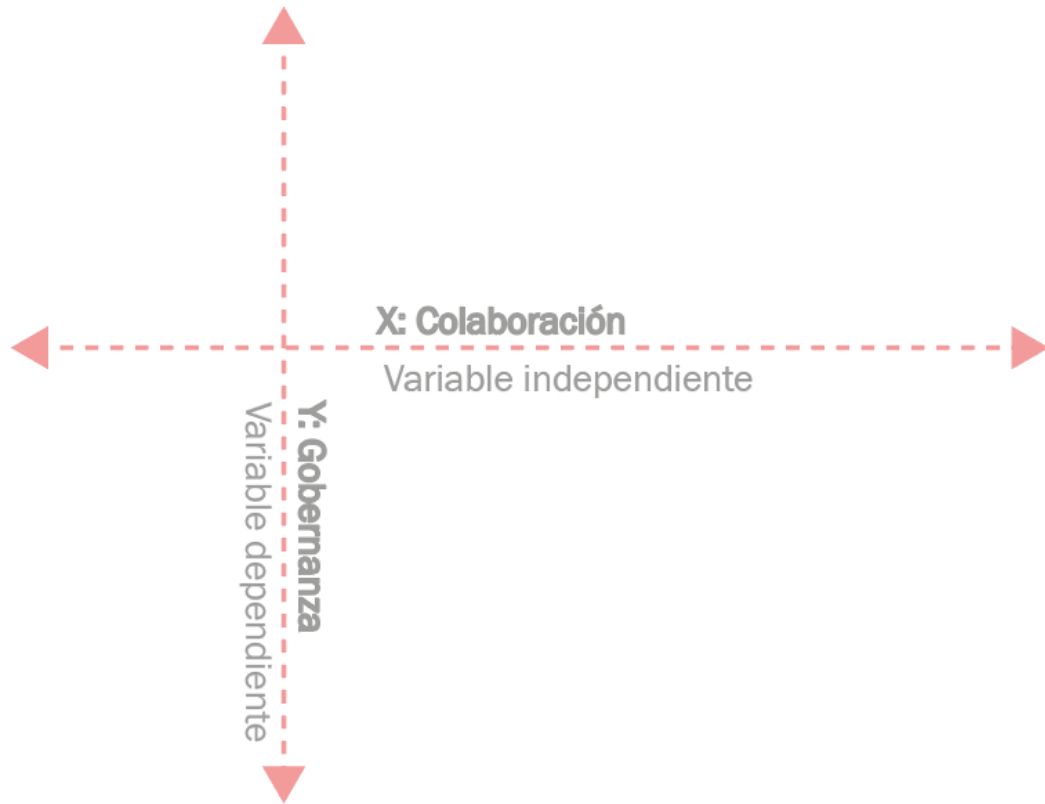 X: Colaboración
Variable independiente
Y: Gobernanza
Variable dependiente